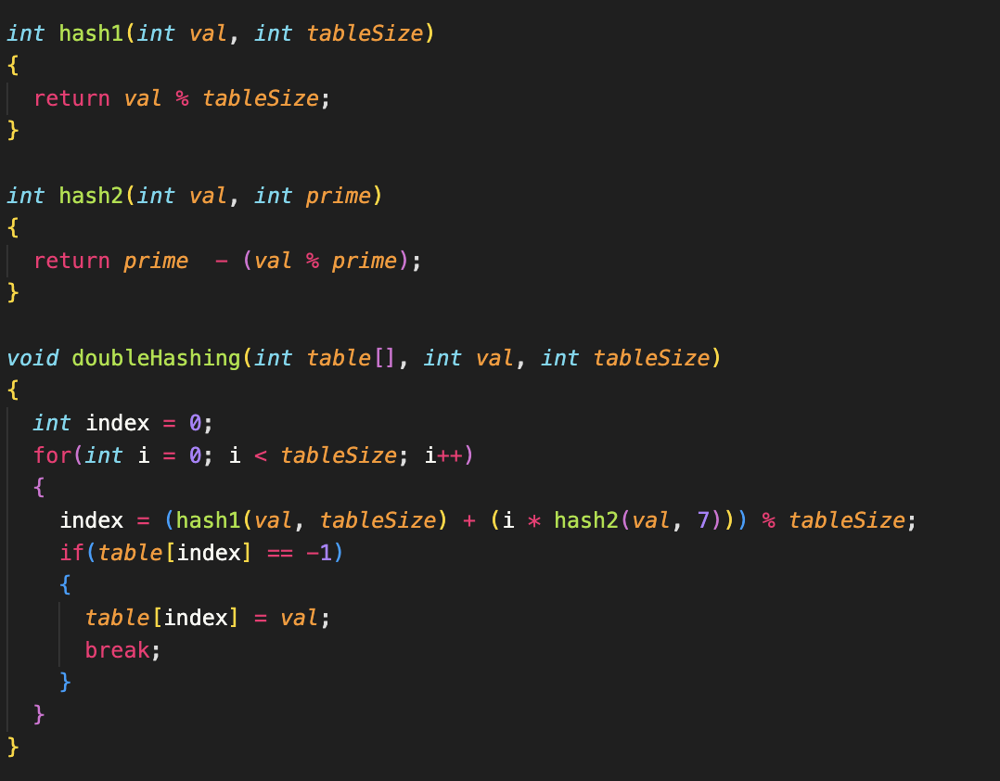 int hash1(int val, int tableSize)
{
  return val % tableSize;
}

int hash2(int val, int prime)
{
  return prime  - (val % prime);
}

void doubleHashing(int table[], int val, int tableSize)
{
  int index = 0;
  for(int i = 0; i < tableSize; i++)
  {
    index = (hash1(val, tableSize) + (i * hash2(val, 7))) % tableSize;
    if(table[index] == -1)
    {
      table[index] = val;
      break;
    }
  }
}